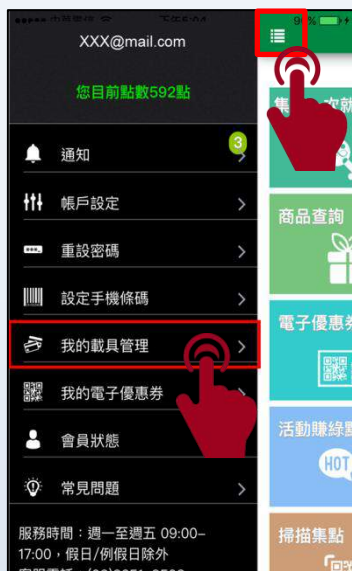 XXX@mail.com
您目前點數592點
通知
3
帳戶設定
重設密碼
設定手機條碼
我的載具管理
我的電子優惠券
會員狀態
常見問題
服務時間：週一至週五 09:00–
17:00，假日/例假日除外
商品查詢
電子優惠券
活動賺綠點
HOT
掃描集點